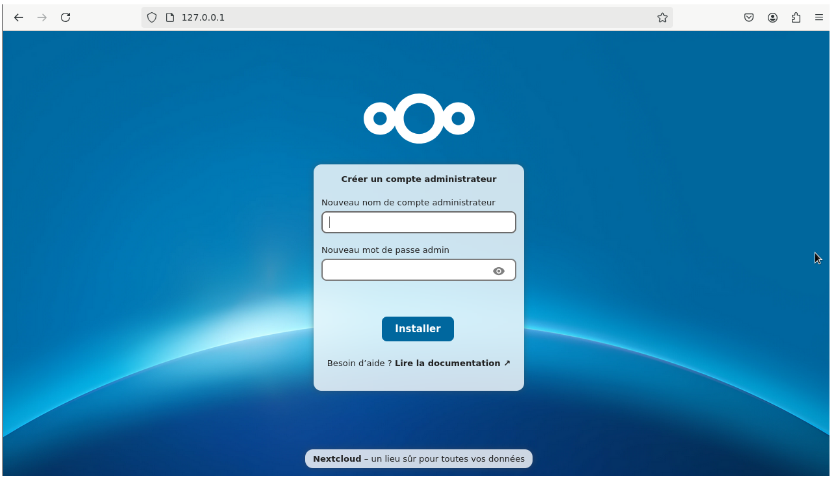 127.0.0.1
Créer un compte administrateur
Nouveau nom de compte administrateur
Nouveau mot de passe admin
Installer
Besoin d'aide ? Lire la documentation ↗
Nextcloud – un lieu sûr pour toutes vos données